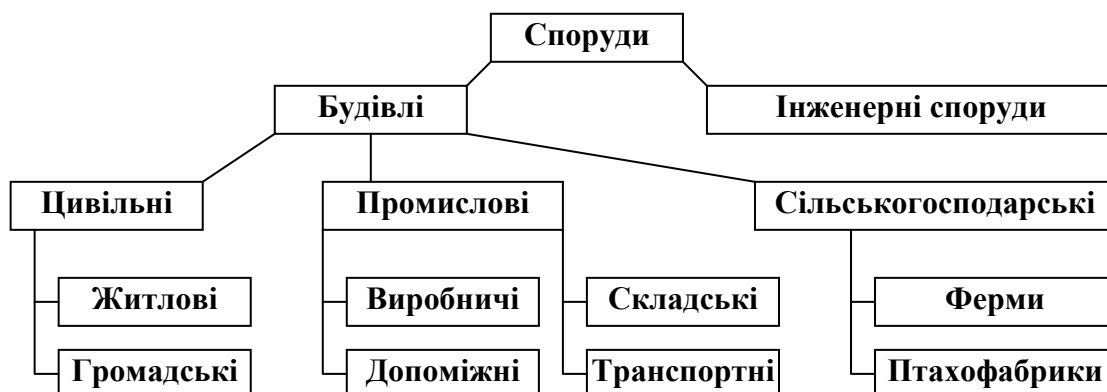 Споруди
Будівлі
Інженерні споруди
Цивільні
Промислові
Сільськогосподарські
Житлові
Виробничі
Складські
Ферми
Громадські
Допоміжні
Транспортні
Птахофабрики